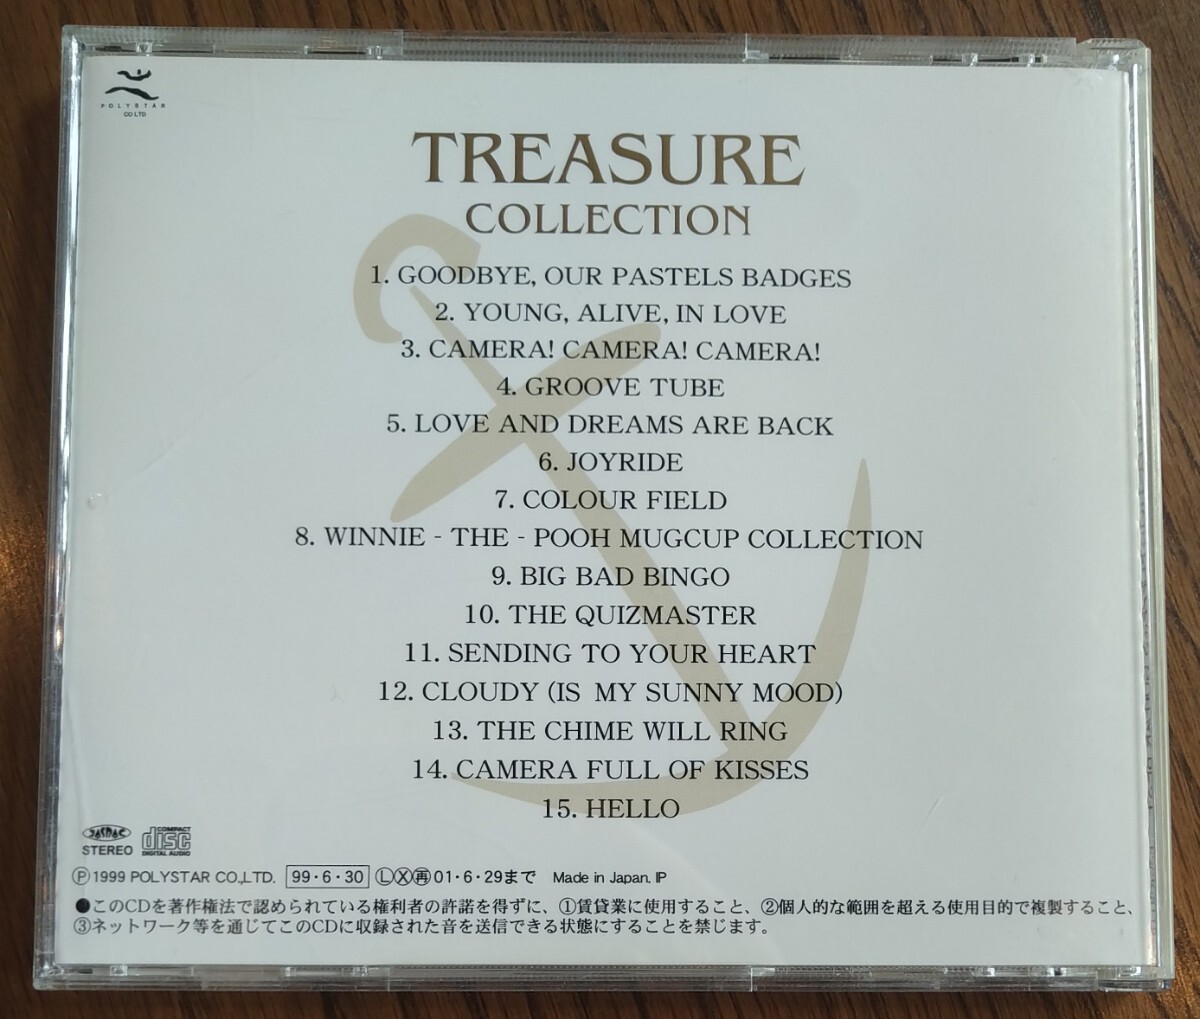 POLYSTAR
CO LTD
TREASURE
COLLECTION
1. GOODBYE, OUR PASTELS BADGES
2. YOUNG, ALIVE, IN LOVE
3. CAMERA! CAMERA! CAMERA!
4. GROOVE TUBE
5. LOVE AND DREAMS ARE BACK
6. JOYRIDE
7. COLOUR FIELD
8. WINNIE - THE - POOH MUGCUP COLLECTION
9. BIG BAD BINGO
10. THE QUIZMASTER
11. SENDING TO YOUR HEART
12. CLOUDY (IS MY SUNNY MOOD)
13. THE CHIME WILL RING
14. CAMERA FULL OF KISSES
15. HELLO
JASRAC
STEREO
COMPACT
disc
DIGITAL AUDIO
Ⓟ1999 POLYSTAR CO.,LTD. 99・6・30 ⓁⓍ㊢01・6・29まで Made in Japan. IP
●このCDを著作権法で認められている権利者の許諾を得ずに、①賃貸業に使用すること、②個人的な範囲を超える使用目的で複製すること、
③ネットワーク等を通じてこのCDに収録された音を送信できる状態にすることを禁じます。